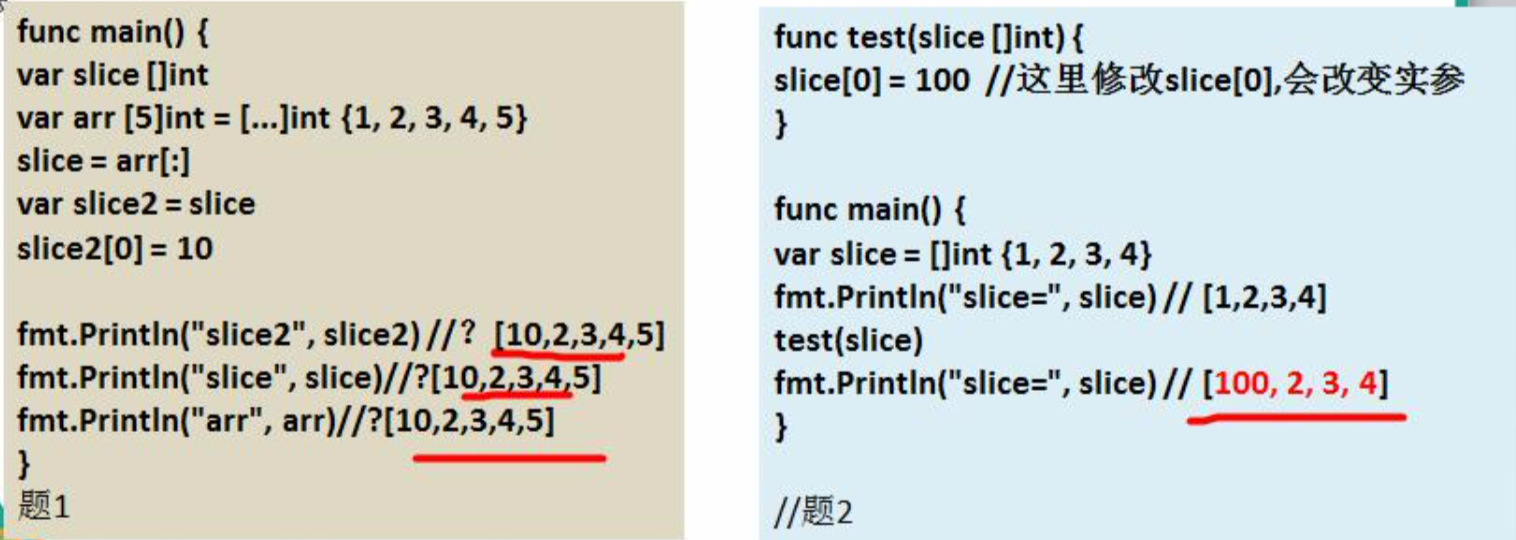 func main() {
var slice []int
var arr [5]int = [...]int {1, 2, 3, 4, 5}
slice = arr[:]
var slice2 = slice
slice2[0] = 10
fmt.Println("slice2", slice2) //? [10,2,3,4,5]
fmt.Println("slice", slice)//?[10,2,3,4,5]
fmt.Println("arr", arr)//?[10,2,3,4,5]
}
题1
func test(slice []int) {
slice[0] = 100 //这里修改slice[0],会改变实参
}
func main() {
var slice = []int {1, 2, 3, 4}
fmt.Println("slice=", slice) // [1,2,3,4]
test(slice)
fmt.Println("slice=", slice) // [100, 2, 3, 4]
}
//题2